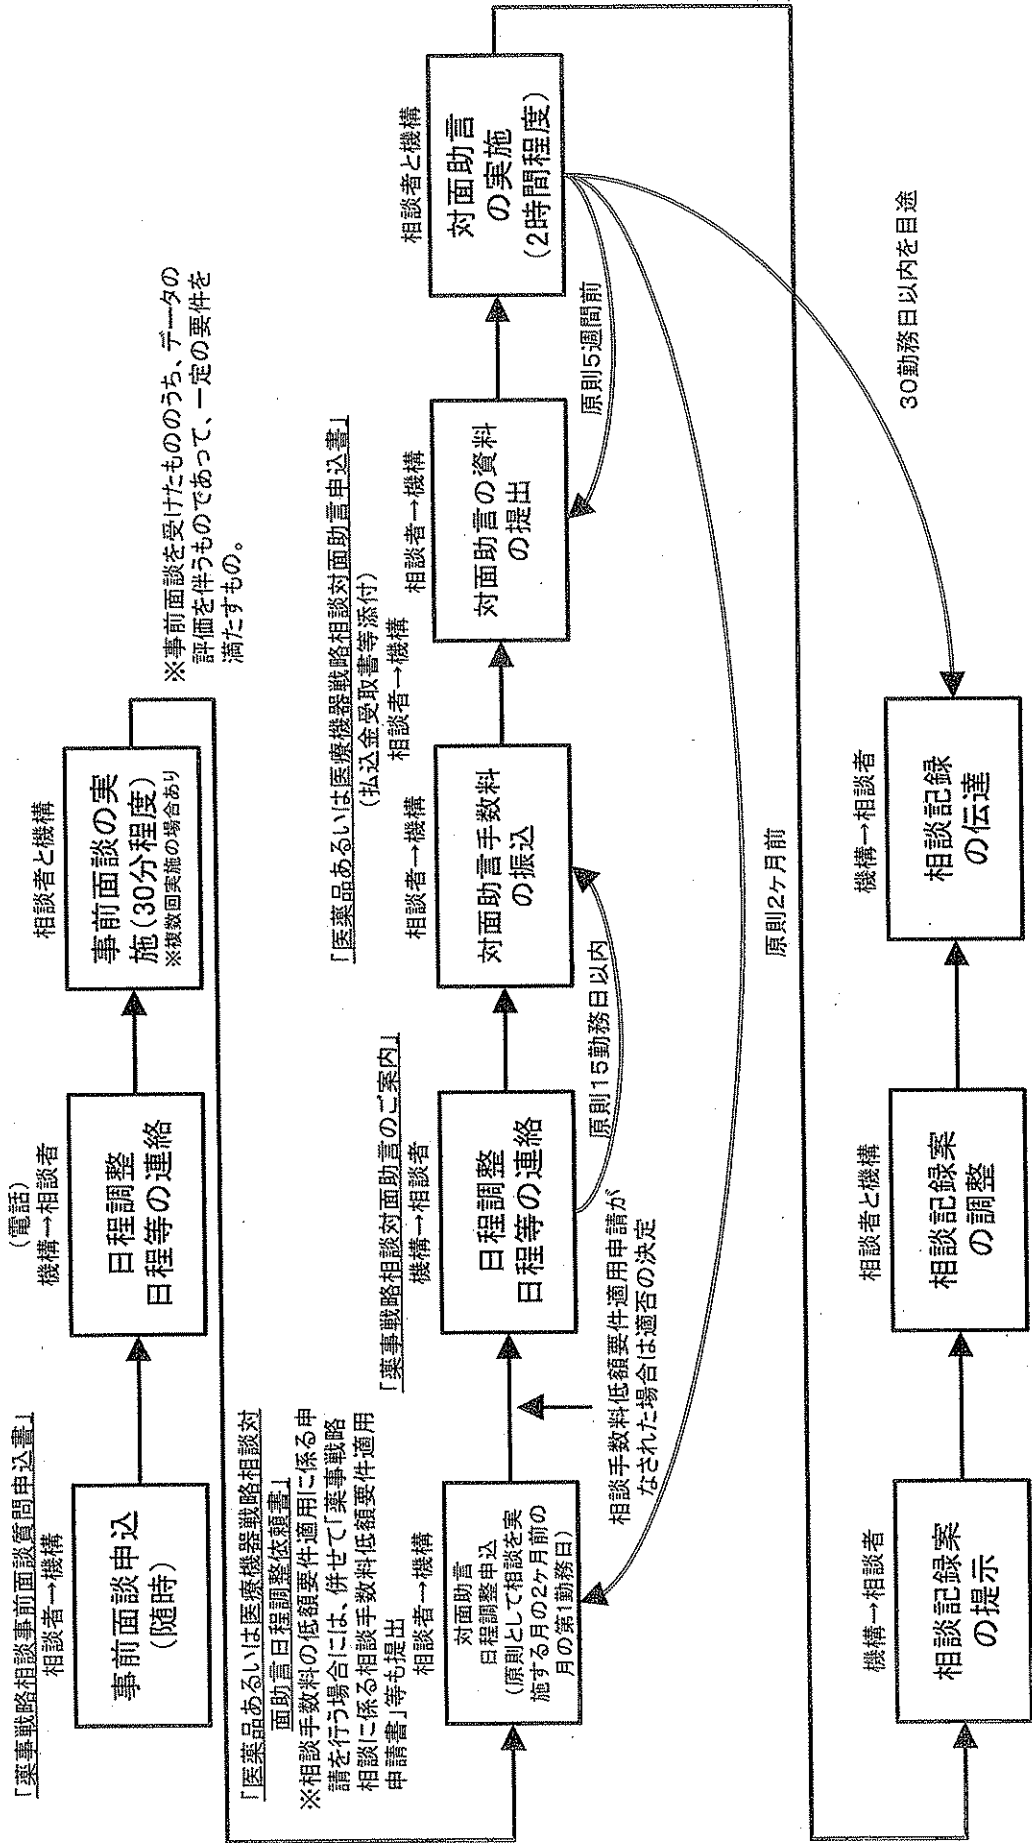 「薬事戦略相談事前面談質問申込書」
相談者→機構
事前面談申込
(随時)
(電話)
機構→相談者
日程調整
日程等の連絡
相談者と機構
事前面談の実
施(30分程度)
※複数回実施の場合あり
※事前面談を受けたもののうち、データの
評価を伴うものであって、一定の要件を
満たすもの。
「医薬品あるいは医療機器戦略相談対
面助言日程調整依頼書」
※相談手数料の低額要件適用に係る申
請を行う場合には、併せて「薬事戦略
相談に係る相談手数料低額要件適用
申請書」等も提出
相談者→機構
対面助言
日程調整申込
(原則として相談を実
施する月の2ヶ月前の
月の第1勤務日)
相談手数料低額要件適用申請が
なされた場合は適否の決定
「薬事戦略相談対面助言のご案内」
機構→相談者
日程調整
日程等の連絡
原則15勤務日以内
「医薬品あるいは医療機器戦略相談対面助言申込書」
(払込金受取書等添付)
相談者→機構
相談者→機構
対面助言手数料
の振込
相談者→機構
対面助言の資料
の提出
原則5週間前
相談者と機構
対面助言
の実施
(2時間程度)
原則2ヶ月前
30勤務日以内を目途
機構→相談者
相談記録案
の提示
相談者と機構
相談記録案
の調整
機構→相談者
相談記録
の伝達